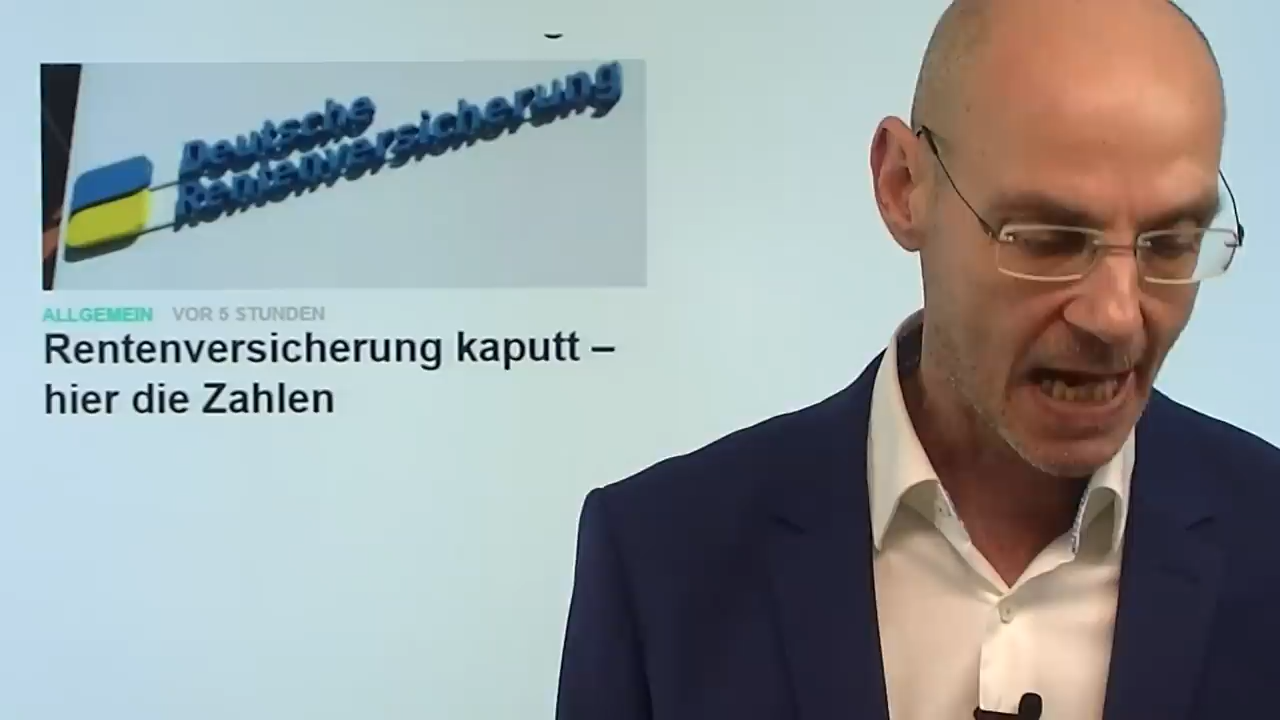 Deutsche
Rentenversicherung
ALLGEMEIN VOR 5 STUNDEN
Rentenversicherung kaputt –
hier die Zahlen